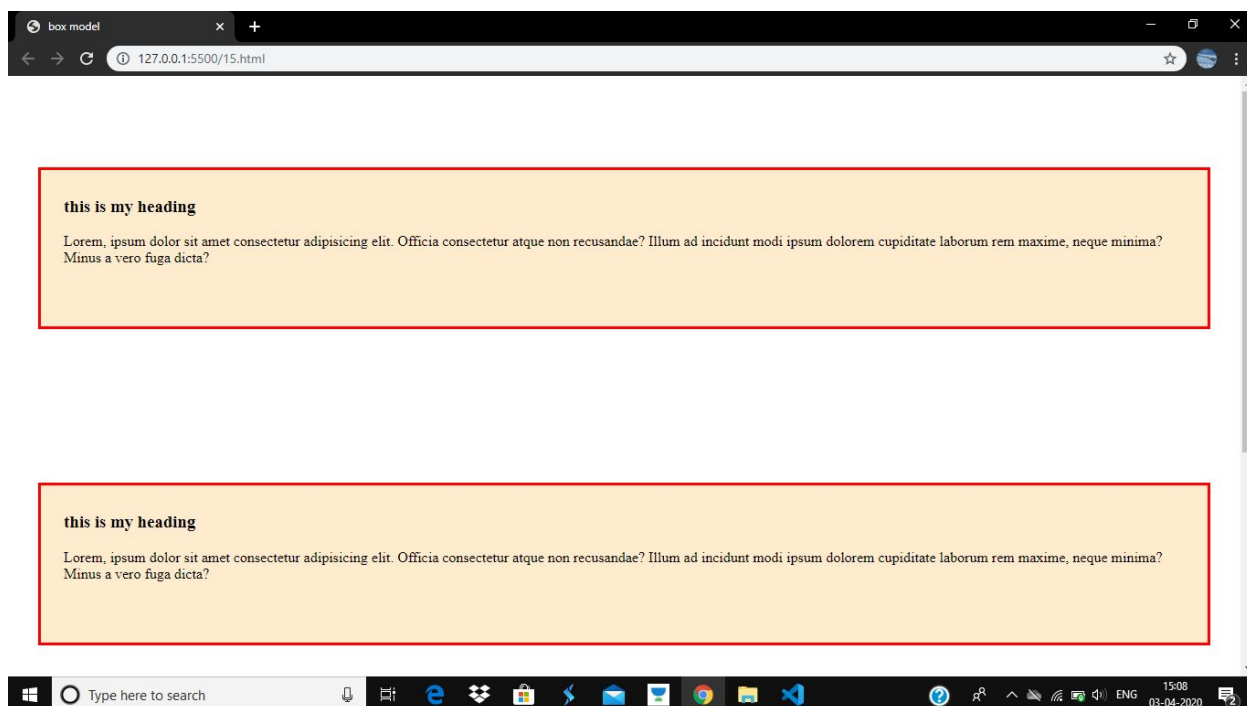 box model
127.0.0.1:5500/15.html
this is my heading
Lorem, ipsum dolor sit amet consectetur adipisicing elit. Officia consectetur atque non recusandae? Illum ad incidunt modi ipsum dolorem cupiditate laborum rem maxime, neque minima?
Minus a vero fuga dicta?
this is my heading
Lorem, ipsum dolor sit amet consectetur adipisicing elit. Officia consectetur atque non recusandae? Illum ad incidunt modi ipsum dolorem cupiditate laborum rem maxime, neque minima?
Minus a vero fuga dicta?
Type here to search
ENG
15:08
03-04-2020
2